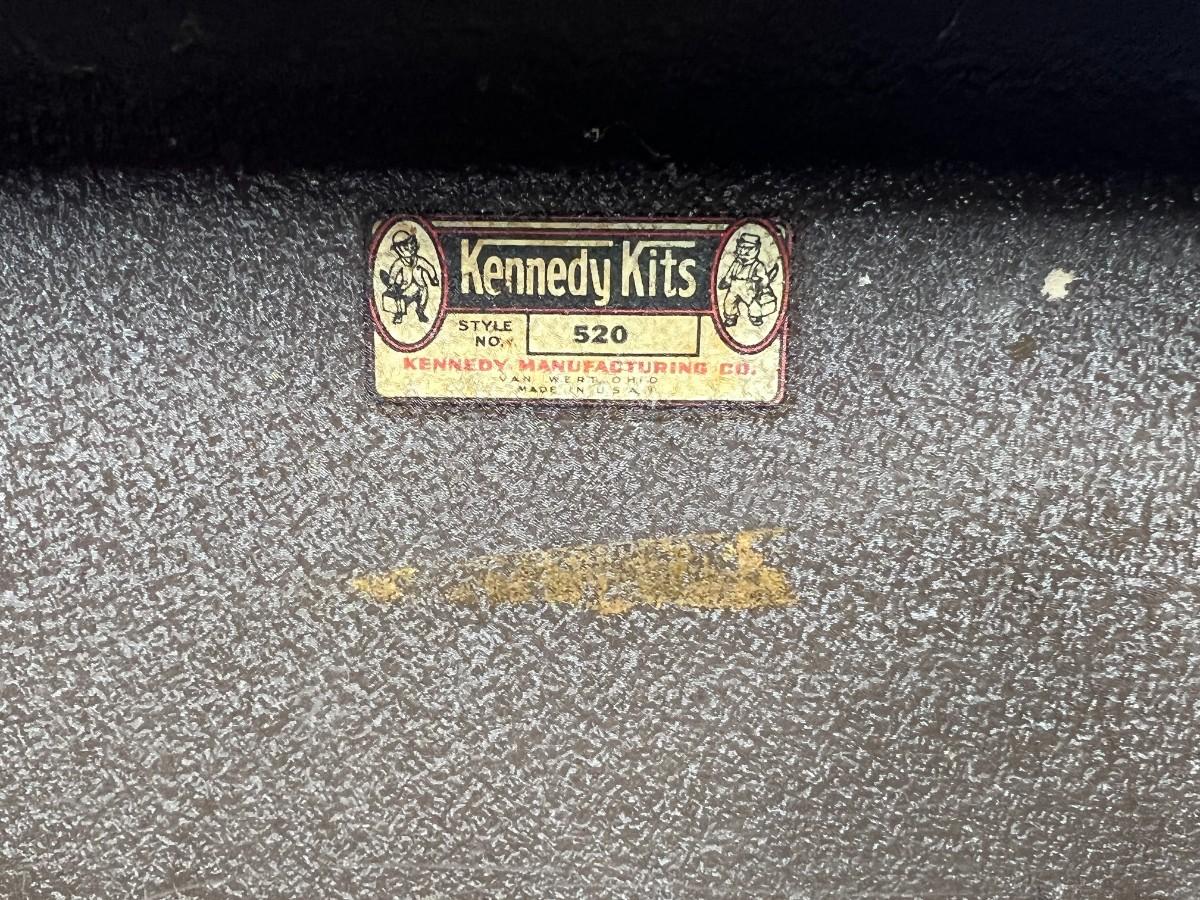 Kennedy Kits
STYLE NO. 520
KENNEDY MANUFACTURING CO.
VAN WERT, OHIO
MADE IN U.S.A.